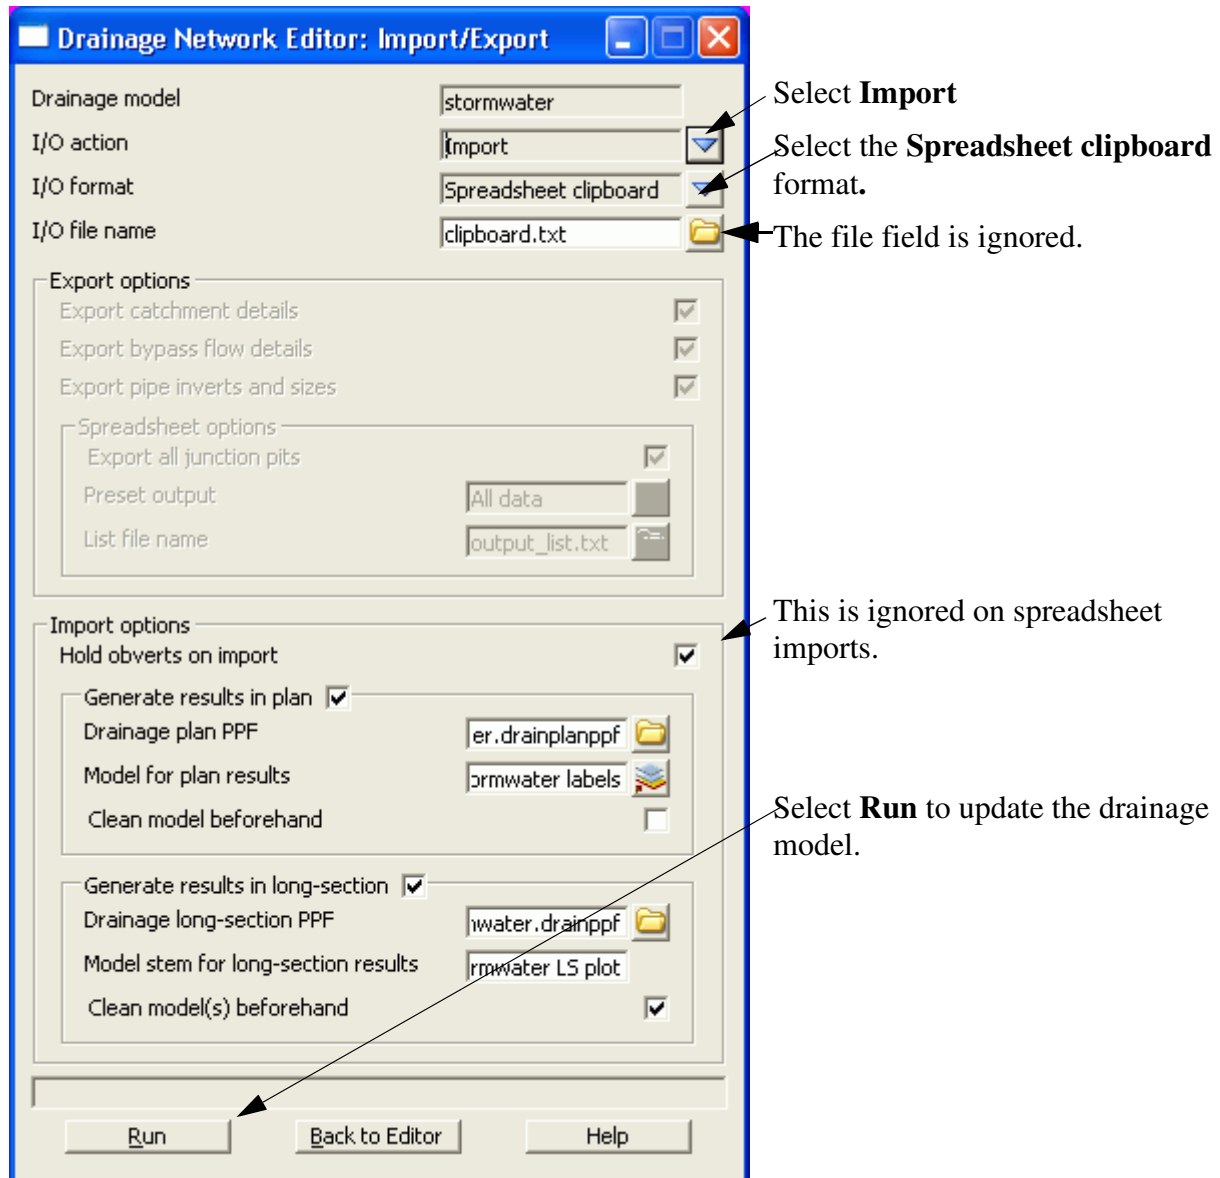 Drainage Network Editor: Import/Export
Drainage model
stormwater
I/O action
Import
I/O format
Spreadsheet clipboard
I/O file name
clipboard.txt
Export options
Export catchment details
Export bypass flow details
Export pipe inverts and sizes
Spreadsheet options
Export all junction pits
Preset output
All data
List file name
output_list.txt
Import options
Hold obverts on import
Generate results in plan
Drainage plan PPF
er.drainplanppf
Model for plan results
ormwater labels
Clean model beforehand
Generate results in long-section
Drainage long-section PPF
nwater.drainppf
Model stem for long-section results
rmwater LS plot
Clean model(s) beforehand
Run
Back to Editor
Help
Select Import
Select the Spreadsheet clipboard
format.
The file field is ignored.
This is ignored on spreadsheet
imports.
Select Run to update the drainage
model.